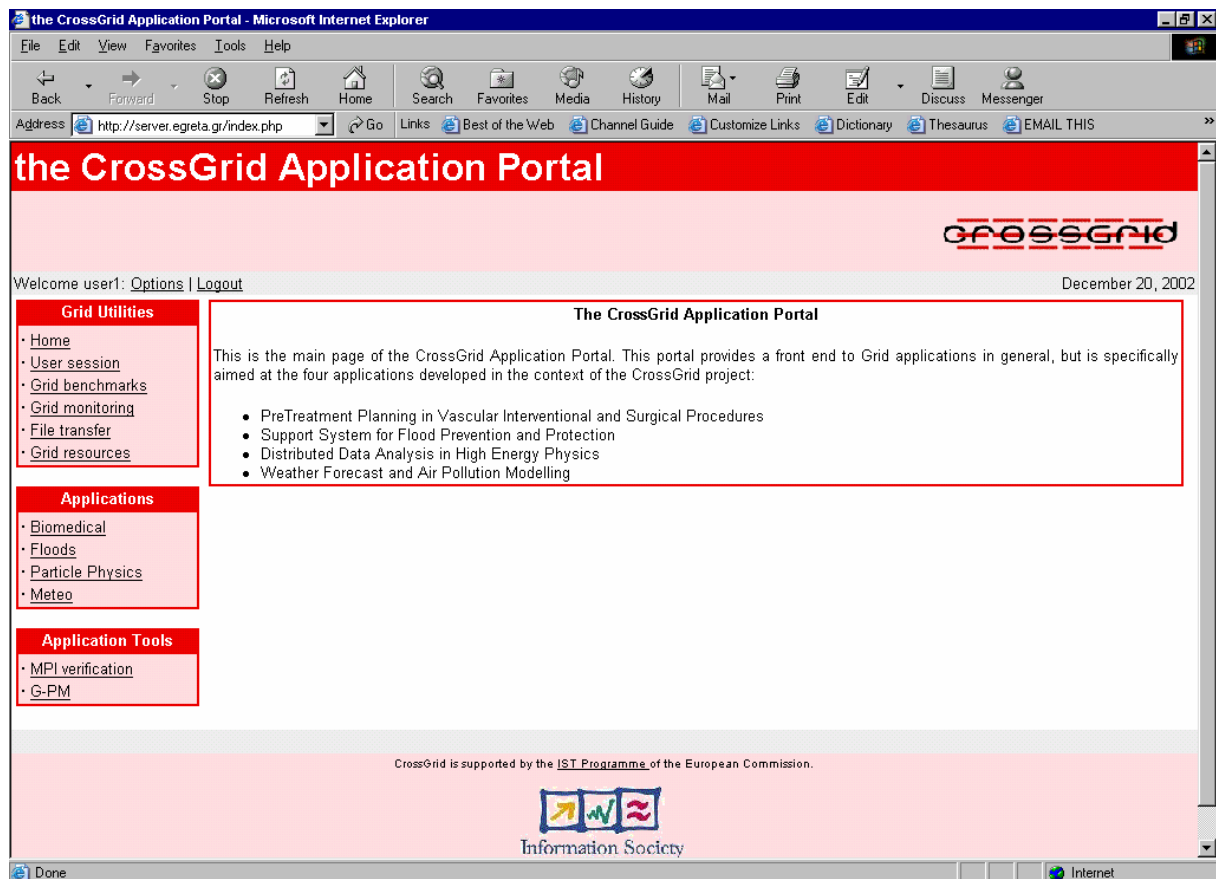 the CrossGrid Application Portal - Microsoft Internet Explorer
File Edit View Favorites Tools Help
Back Forward Stop Refresh Home Search Favorites Media History Mail Print Edit Discuss Messenger
Address http://server.egreta.gr/index.php Go Links Best of the Web Channel Guide Customize Links Dictionary Thesaurus EMAIL THIS »
the CrossGrid Application Portal
crossGrid
Welcome user1: Options | Logout December 20, 2002
Grid Utilities
· Home
· User session
· Grid benchmarks
· Grid monitoring
· File transfer
· Grid resources
Applications
· Biomedical
· Floods
· Particle Physics
· Meteo
Application Tools
· MPI verification
· G-PM
The CrossGrid Application Portal
This is the main page of the CrossGrid Application Portal. This portal provides a front end to Grid applications in general, but is specifically
aimed at the four applications developed in the context of the CrossGrid project:
• PreTreatment Planning in Vascular Interventional and Surgical Procedures
• Support System for Flood Prevention and Protection
• Distributed Data Analysis in High Energy Physics
• Weather Forecast and Air Pollution Modelling
CrossGrid is supported by the IST Programme of the European Commission.
Information Society
Done Internet